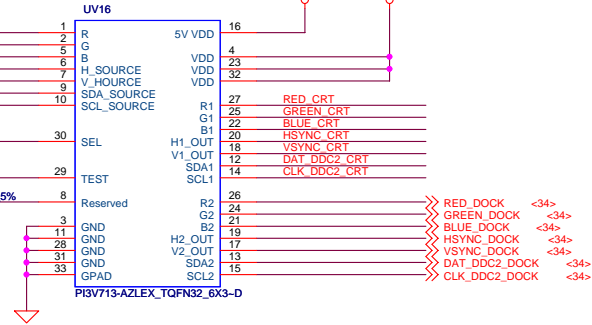 UV16
1 R 5V VDD 16
2 G
5 B VDD 4
6 H_SOURCE VDD 23
7 V_HOURCE VDD 32
9 SDA_SOURCE
10 SCL_SOURCE R1 27 RED_CRT
G1 25 GREEN_CRT
B1 22 BLUE_CRT
30 SEL H1_OUT 20 HSYNC_CRT
V1_OUT 18 VSYNC_CRT
SDA1 12 DAT_DDC2_CRT
29 TEST SCL1 14 CLK_DDC2_CRT
5% 8 Reserved R2 26 RED_DOCK <34>
G2 24 GREEN_DOCK <34>
3 GND B2 21 BLUE_DOCK <34>
11 GND H2_OUT 19 HSYNC_DOCK <34>
28 GND V2_OUT 17 VSYNC_DOCK <34>
31 GND SDA2 13 DAT_DDC2_DOCK <34>
33 GPAD SCL2 15 CLK_DDC2_DOCK <34>
PI3V713-AZLEX_TQFN32_6X3~D